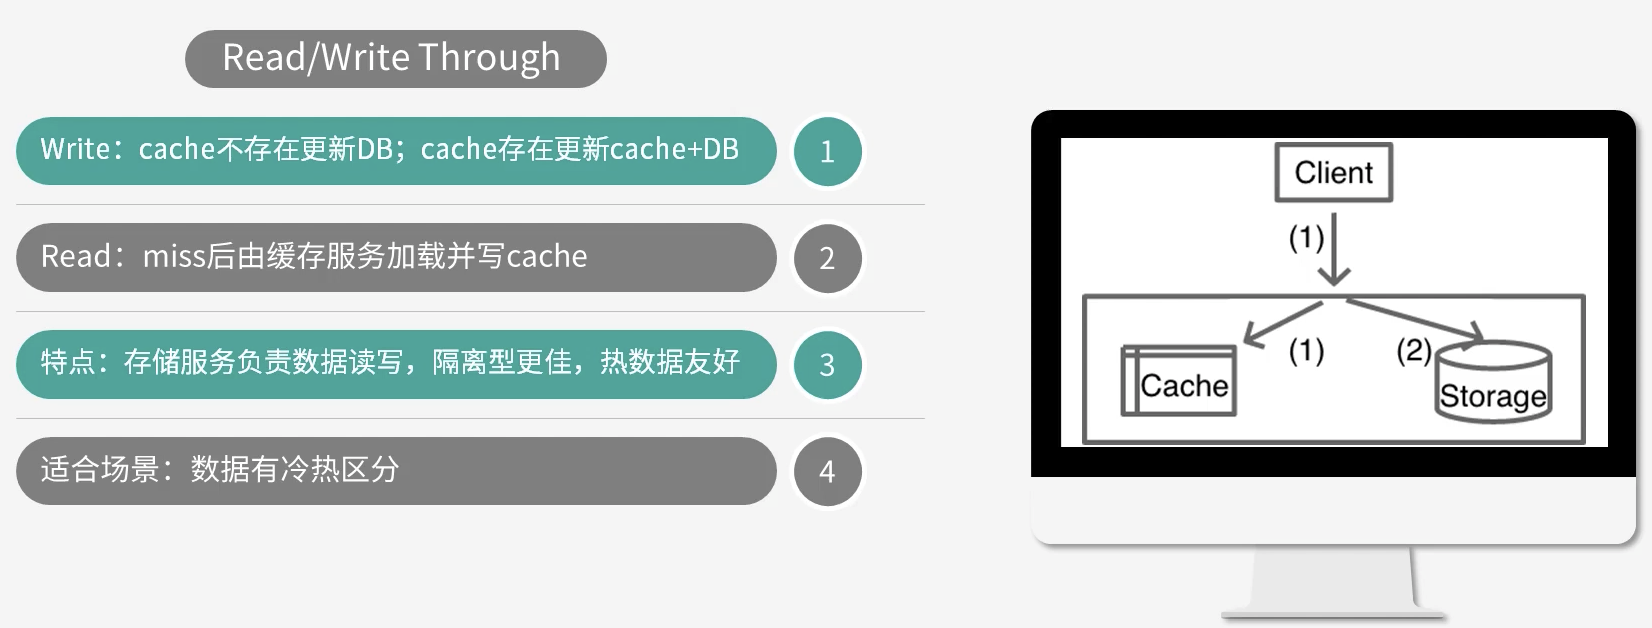 Read/Write Through
Write：cache不存在更新DB；cache存在更新cache+DB
1
Read：miss后由缓存服务加载并写cache
2
特点：存储服务负责数据读写，隔离型更佳，热数据友好
3
适合场景：数据有冷热区分
4
Client
(1)
(1)
(2)
Cache
Storage